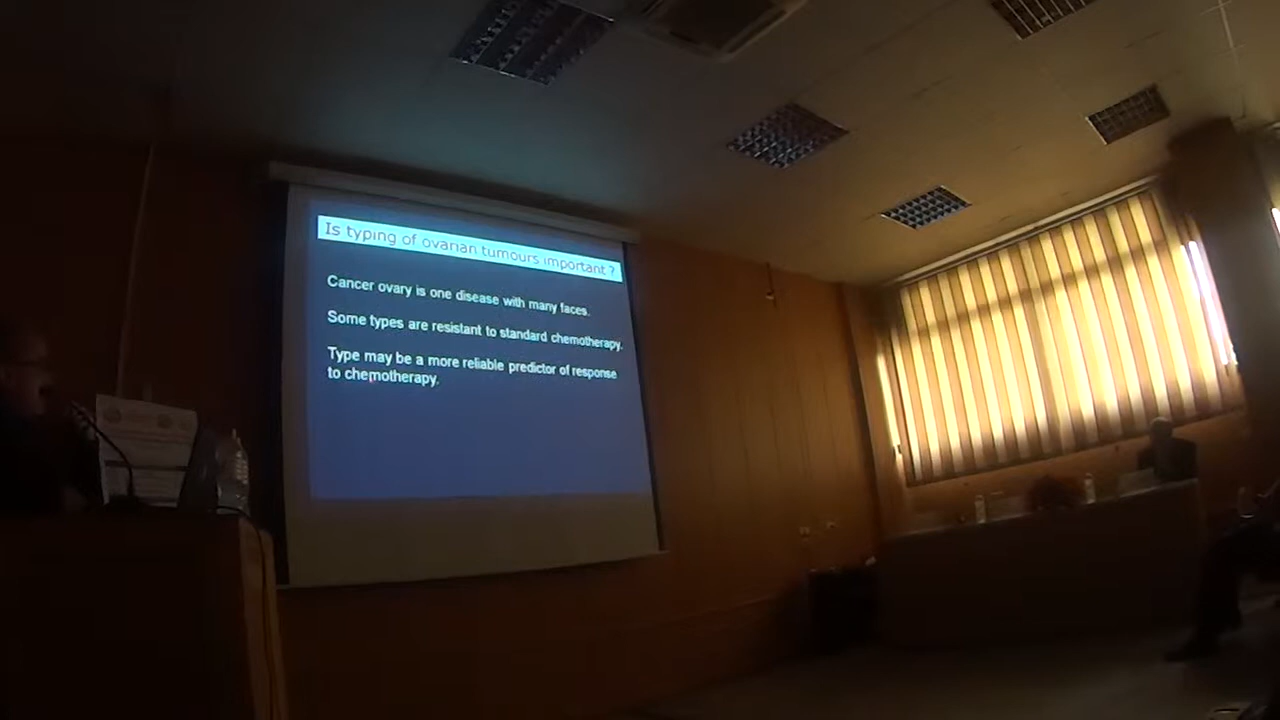 Is typing of ovarian tumours important ?
Cancer ovary is one disease with many faces.
Some types are resistant to standard chemotherapy.
Type may be a more reliable predictor of response
to chemotherapy.